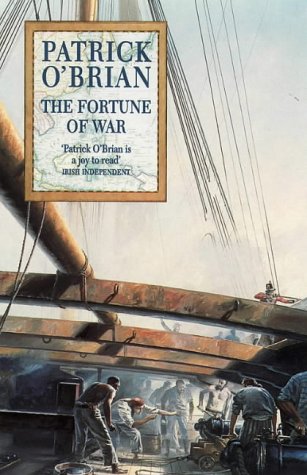 PATRICK
O'BRIAN
THE FORTUNE
OF WAR
'Patrick O'Brian is
a joy to read'
IRISH INDEPENDENT